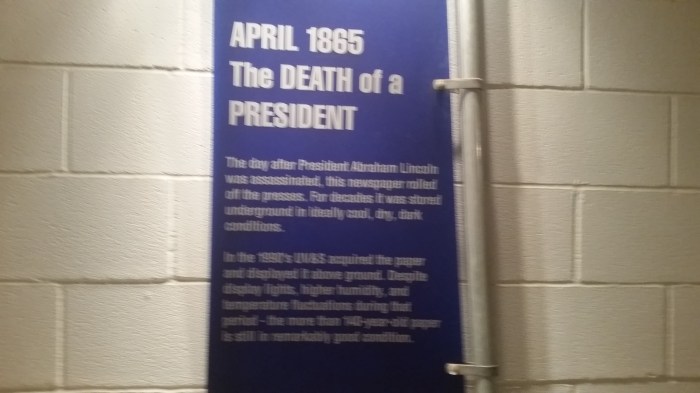 APRIL 1865
The DEATH of a
PRESIDENT
The day after President Abraham Lincoln
was assassinated, this newspaper rolled
off the presses. For decades it was stored
underground in ideally cool, dry, dark
conditions.
In the 1990's UV&S acquired the paper
and displayed it above ground. Despite
display lights, higher humidity, and
temperature fluctuations during that
period - the more than 140-year-old paper
is still in remarkably good condition.